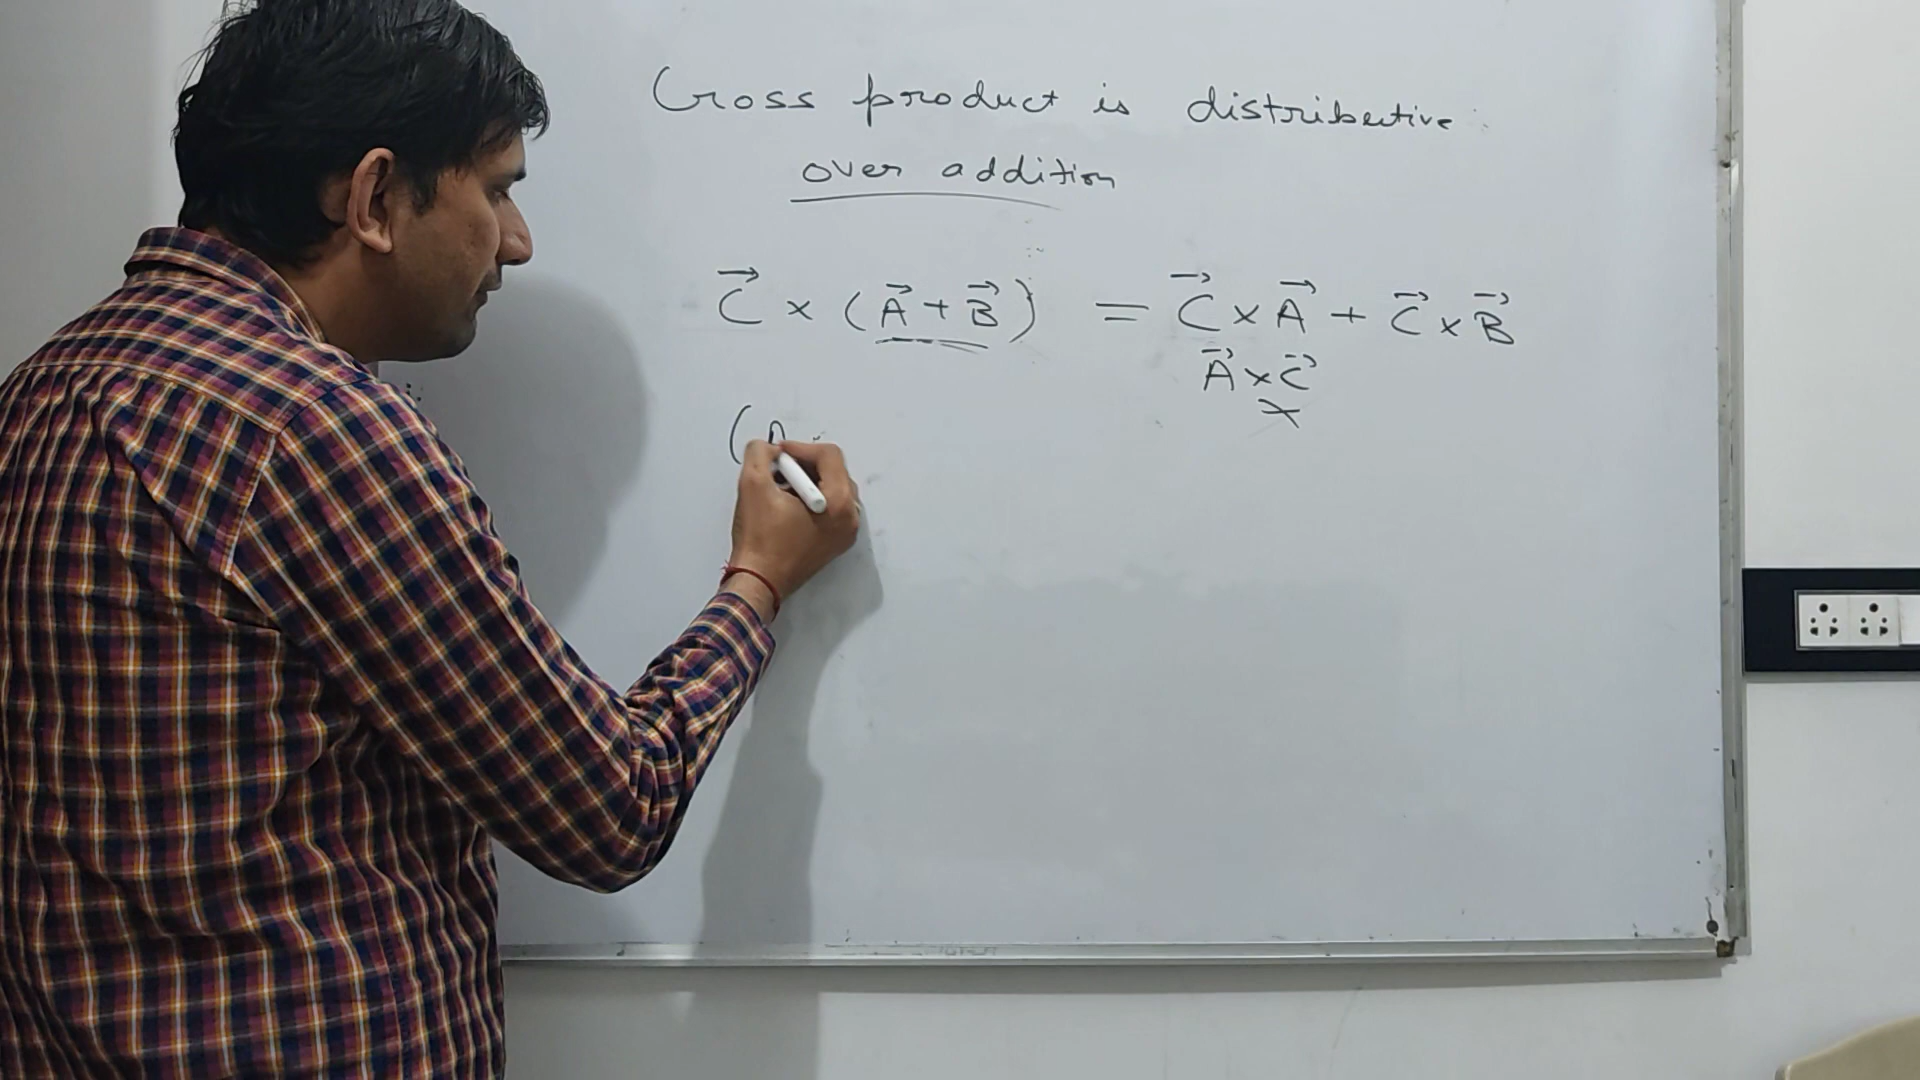 Cross product is distributive
over addition
C⃗ × (A⃗ + B⃗) = C⃗ × A⃗ + C⃗ × B⃗
A⃗ × C⃗
×
(A